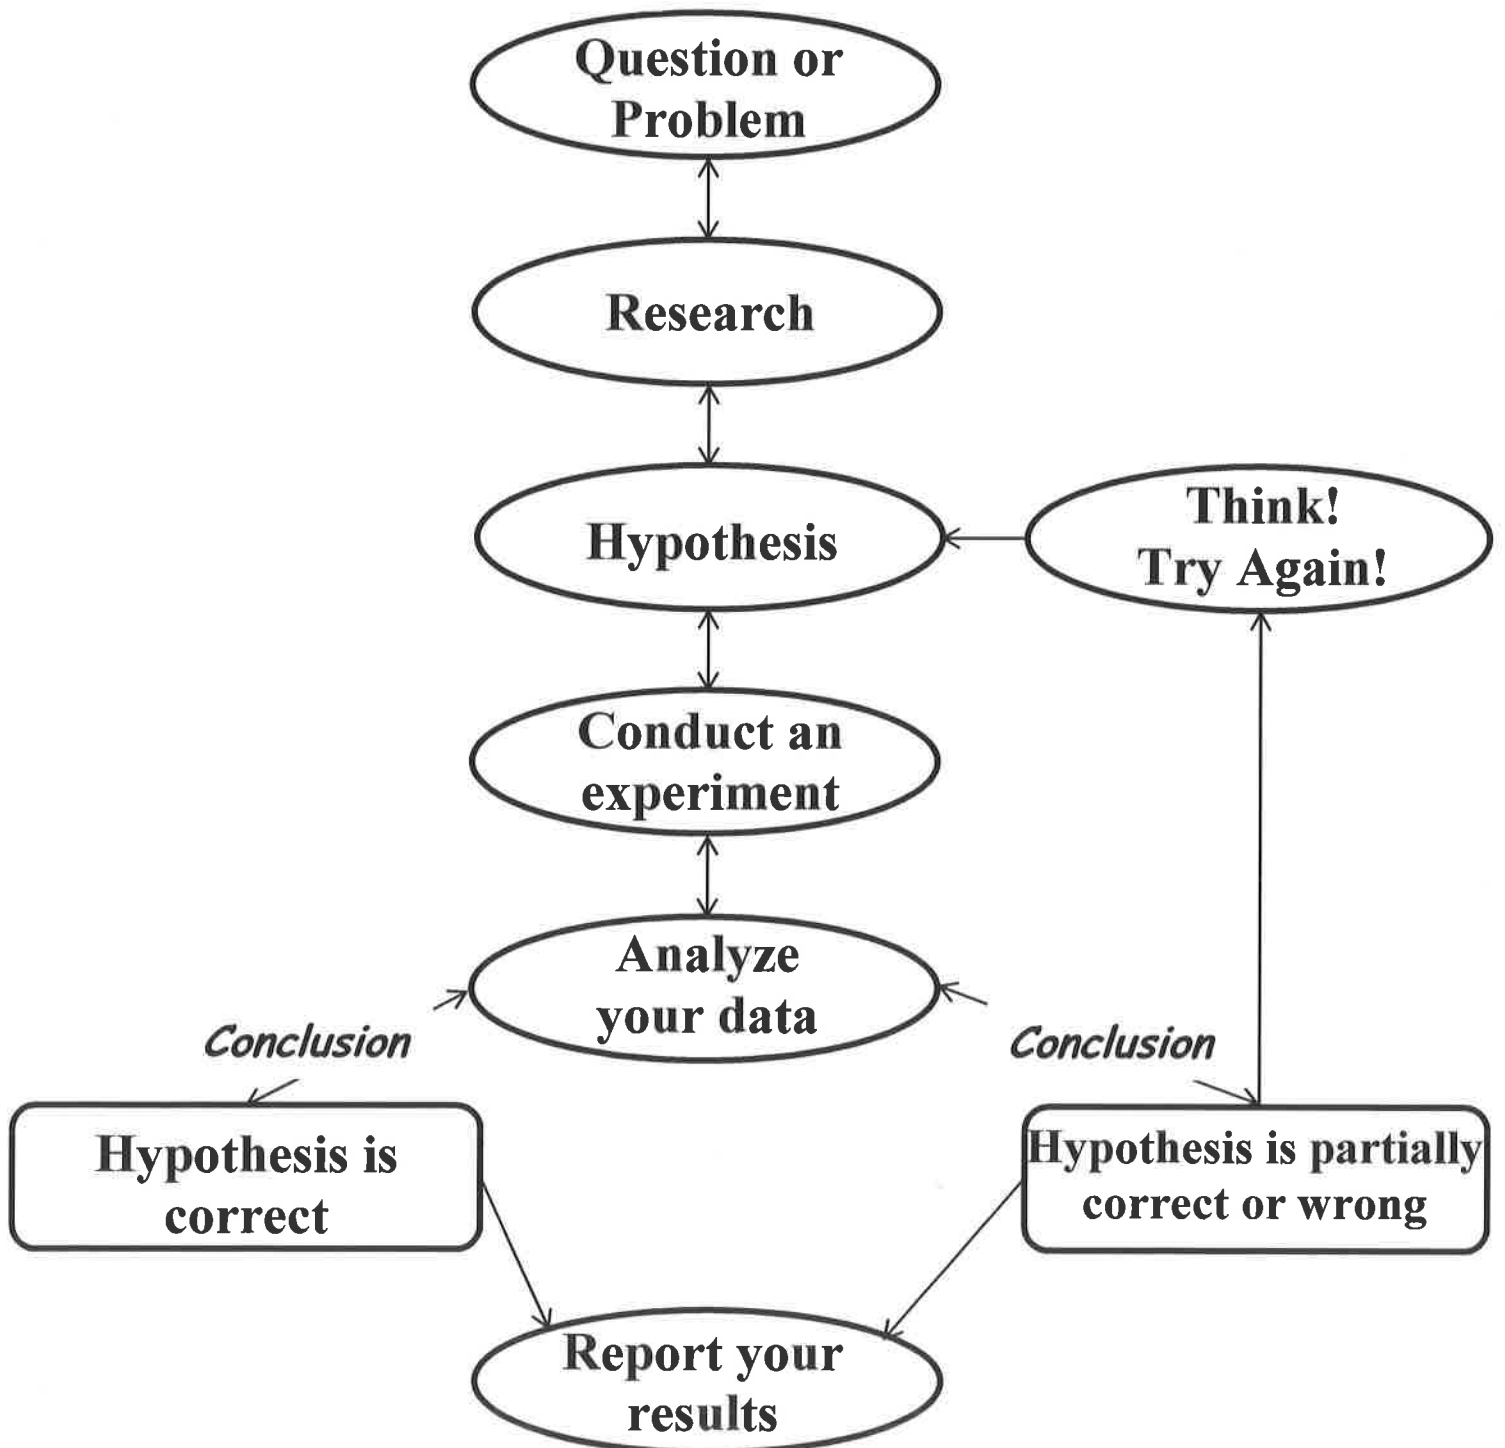 Question or
Problem
Research
Hypothesis
Think!
Try Again!
Conduct an
experiment
Analyze
your data
Conclusion
Conclusion
Hypothesis is
correct
Hypothesis is partially
correct or wrong
Report your
results